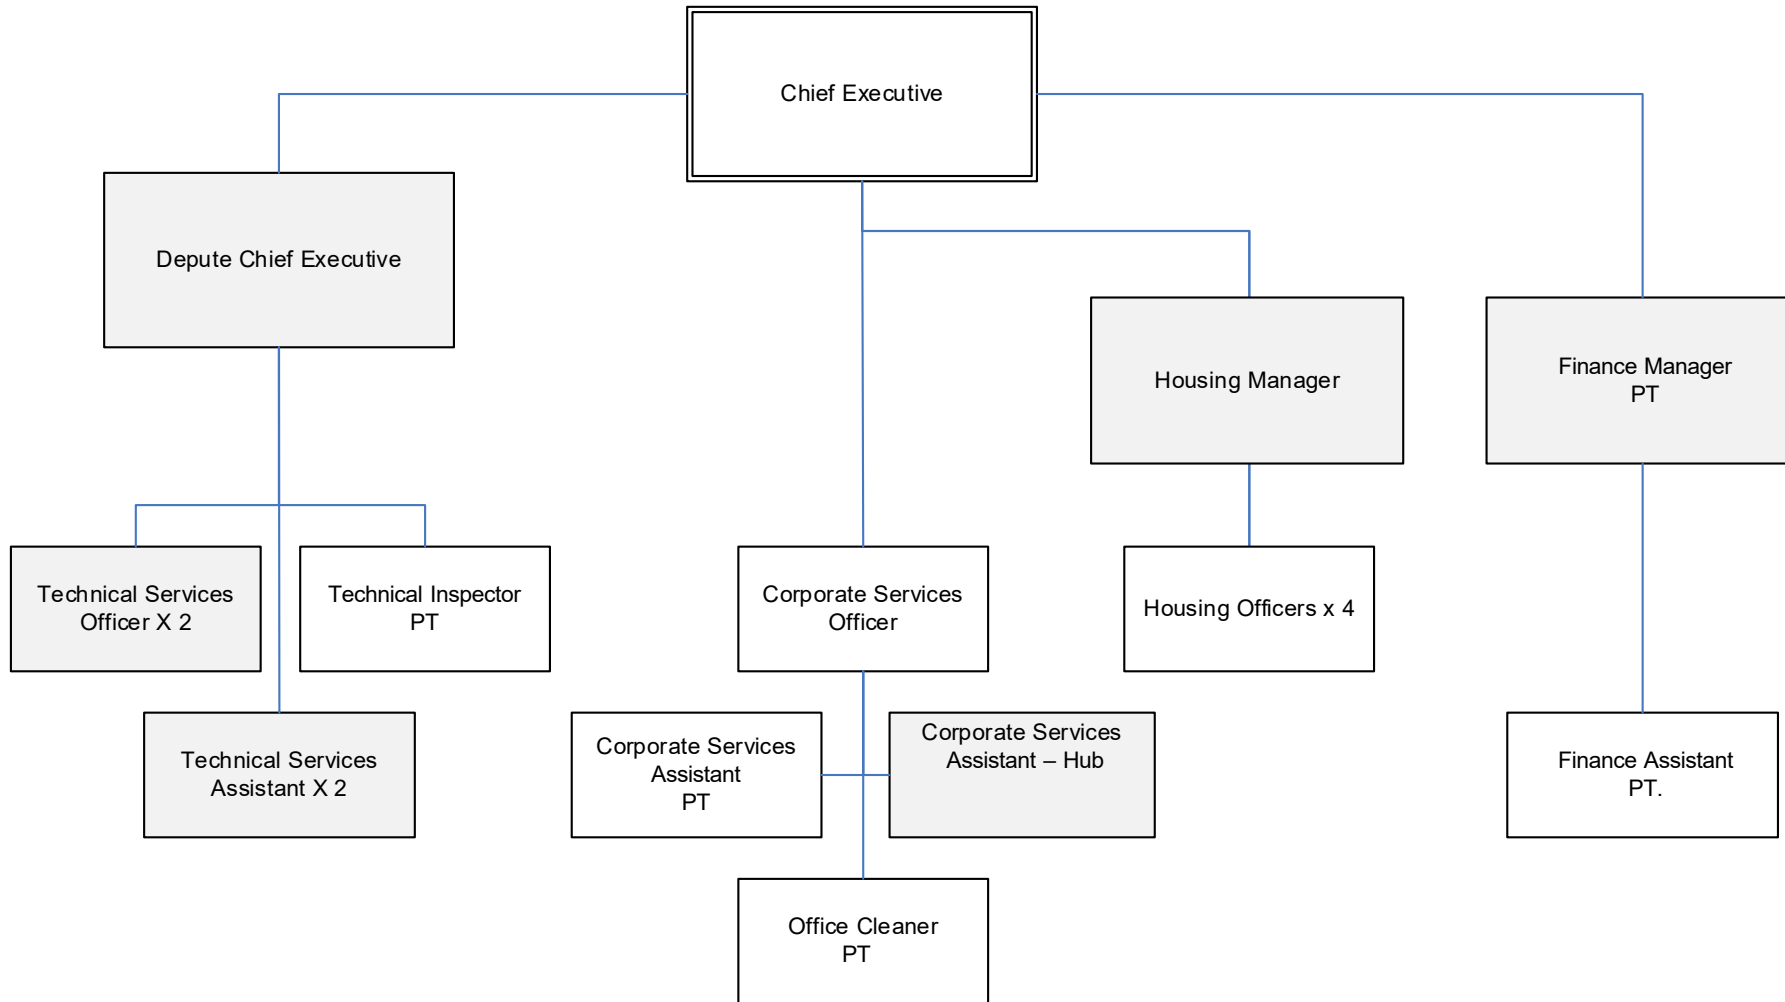 Chief Executive
Depute Chief Executive
Housing Manager
Finance Manager
PT
Technical Services
Officer X 2
Technical Inspector
PT
Corporate Services
Officer
Housing Officers x 4
Technical Services
Assistant X 2
Corporate Services
Assistant
PT
Corporate Services
Assistant – Hub
Finance Assistant
PT.
Office Cleaner
PT